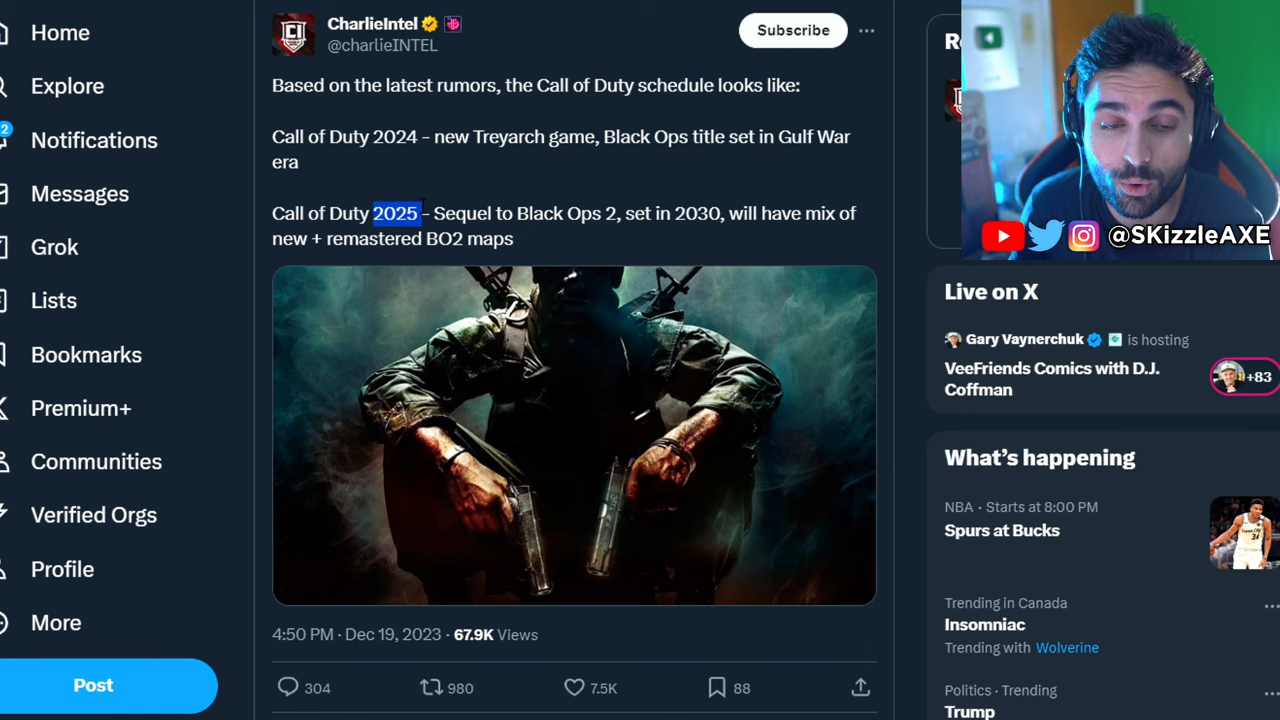 Home
Explore
2
Notifications
Messages
Grok
Lists
Bookmarks
Premium+
Communities
Verified Orgs
Profile
More
Post
CharlieIntel
@charlieINTEL
Subscribe
Based on the latest rumors, the Call of Duty schedule looks like:
Call of Duty 2024 - new Treyarch game, Black Ops title set in Gulf War
era
Call of Duty 2025 - Sequel to Black Ops 2, set in 2030, will have mix of
new + remastered BO2 maps
4:50 PM · Dec 19, 2023 · 67.9K Views
304
980
7.5K
88
@SKizzleAXE
Live on X
Gary Vaynerchuk is hosting
VeeFriends Comics with D.J.
Coffman
+83
What's happening
NBA · Starts at 8:00 PM
Spurs at Bucks
Trending in Canada
Insomniac
Trending with Wolverine
Politics · Trending
Trump